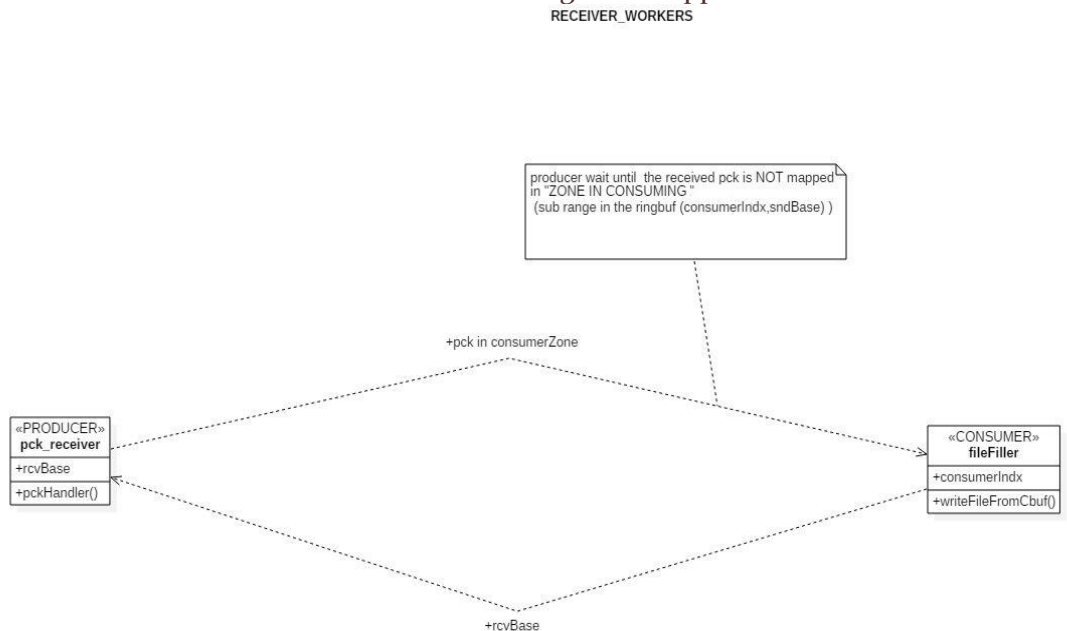 RECEIVER_WORKERS
producer wait until the received pck is NOT mapped
in "ZONE IN CONSUMING "
(sub range in the ringbuf (consumerIndx,sndBase) )
+pck in consumerZone
«PRODUCER»
pck_receiver
+rcvBase
+pckHandler()
«CONSUMER»
fileFiller
+consumerIndx
+writeFileFromCbuf()
+rcvBase